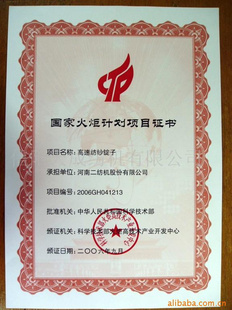 国家火炬计划项目证书
项目名称：高速纺纱锭子
承担单位：河南二纺机股份有限公司
项目编号：2006GH041213
批准机关：中华人民共和国科学技术部
颁证机关：科学技术部火炬高技术产业开发中心
颁证日期：二〇〇六年九月
alibaba.com.cn